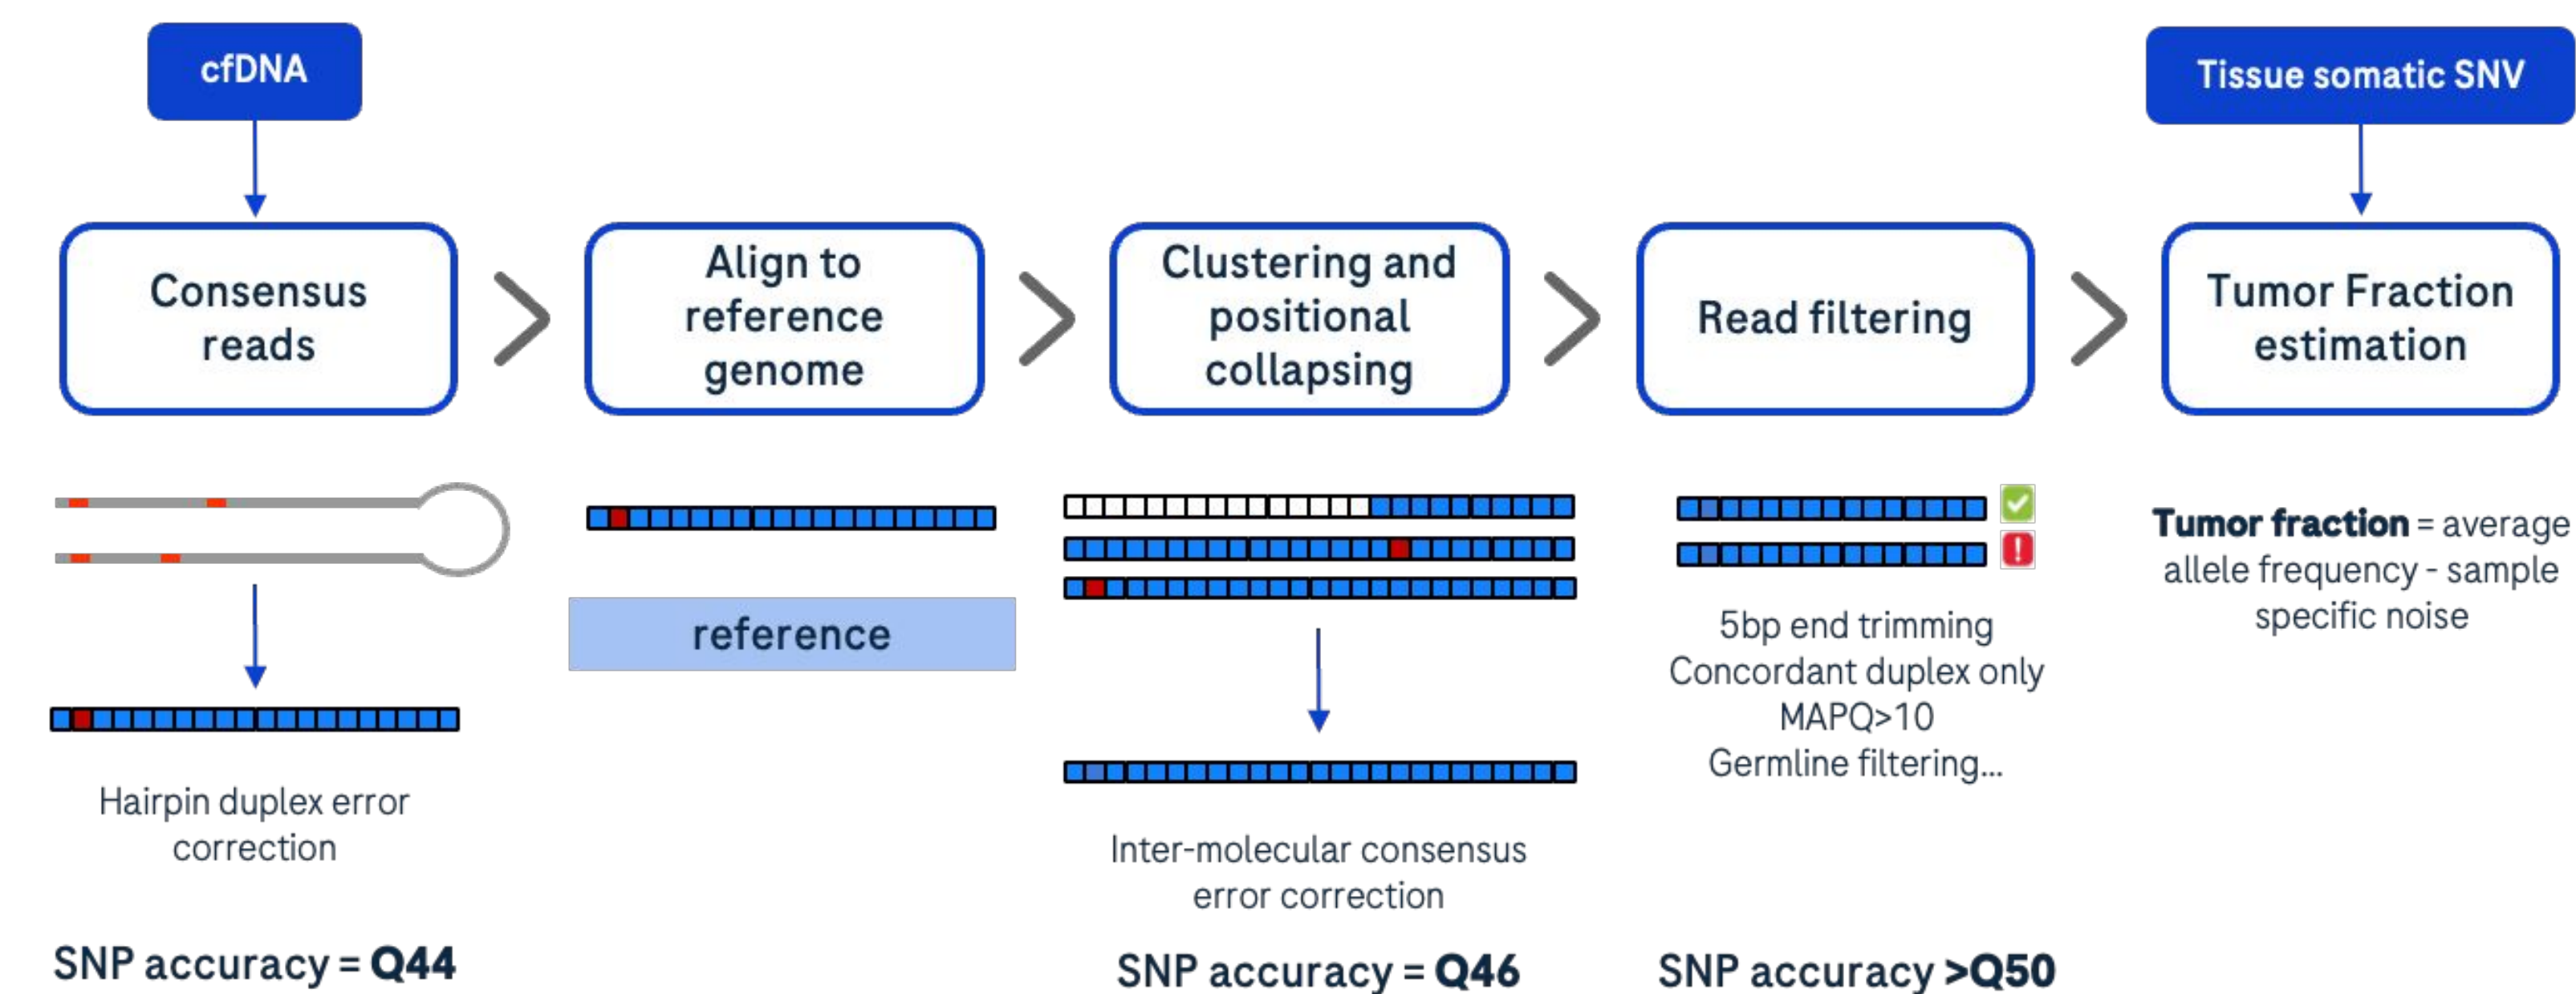 cfDNA
Tissue somatic SNV
Consensus
reads
Align to
reference
genome
Clustering and
positional
collapsing
Read filtering
Tumor Fraction
estimation
reference
Hairpin duplex error
correction
Inter-molecular consensus
error correction
5bp end trimming
Concordant duplex only
MAPQ>10
Germline filtering...
Tumor fraction = average
allele frequency - sample
specific noise
SNP accuracy = Q44
SNP accuracy = Q46
SNP accuracy >Q50